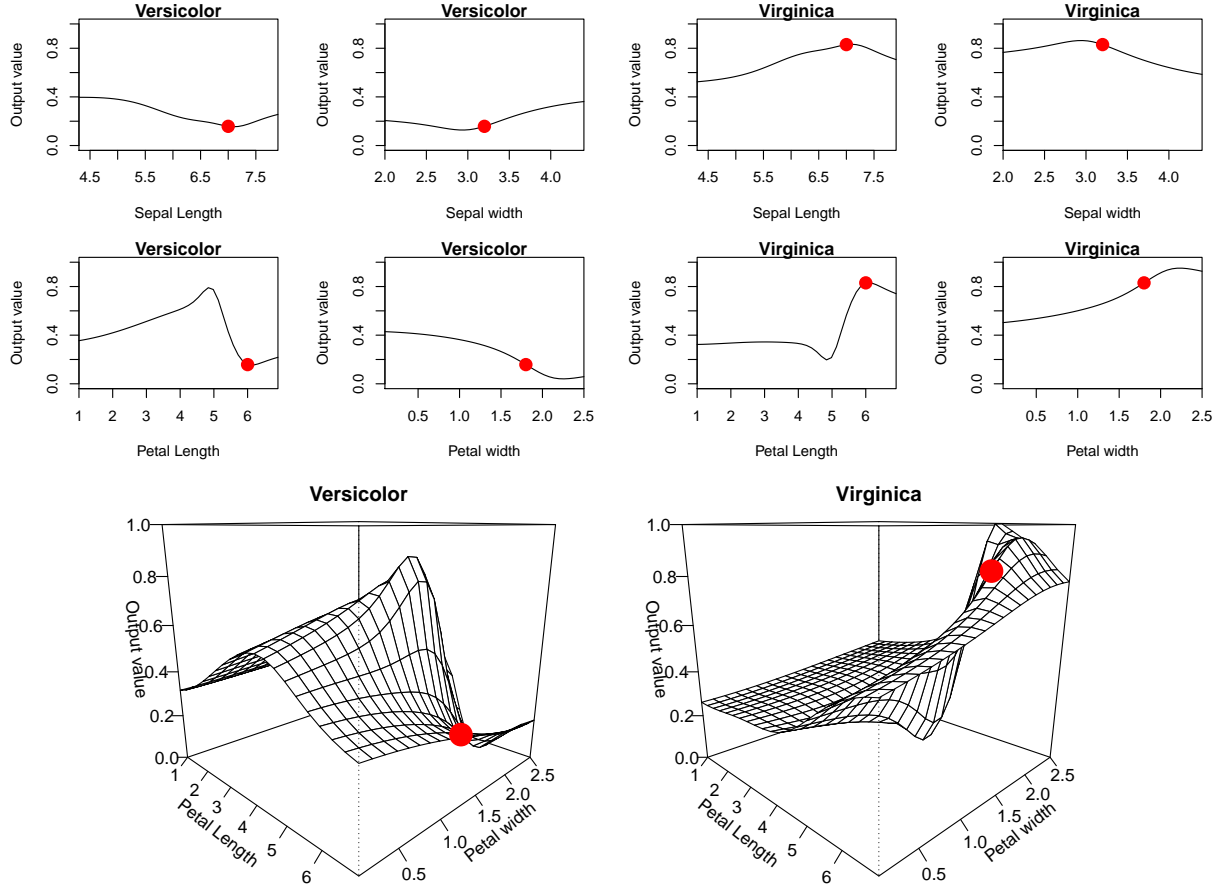 Versicolor
Output value
0.0 0.4 0.8
4.5 5.5 6.5 7.5
Sepal Length
Versicolor
Output value
0.0 0.4 0.8
2.0 2.5 3.0 3.5 4.0
Sepal width
Virginica
Output value
0.0 0.4 0.8
4.5 5.5 6.5 7.5
Sepal Length
Virginica
Output value
0.0 0.4 0.8
2.0 2.5 3.0 3.5 4.0
Sepal width
Versicolor
Output value
0.0 0.4 0.8
1 2 3 4 5 6
Petal Length
Versicolor
Output value
0.0 0.4 0.8
0.5 1.0 1.5 2.0 2.5
Petal width
Virginica
Output value
0.0 0.4 0.8
1 2 3 4 5 6
Petal Length
Virginica
Output value
0.0 0.4 0.8
0.5 1.0 1.5 2.0 2.5
Petal width
Versicolor
1.0
0.8
0.6
0.4
0.2
0.0
Output value
1 2 3 4 5 6
Petal Length
0.5 1.0 1.5 2.0 2.5
Petal width
Virginica
1.0
0.8
0.6
0.4
0.2
0.0
Output value
1 2 3 4 5 6
Petal Length
0.5 1.0 1.5 2.0 2.5
Petal width